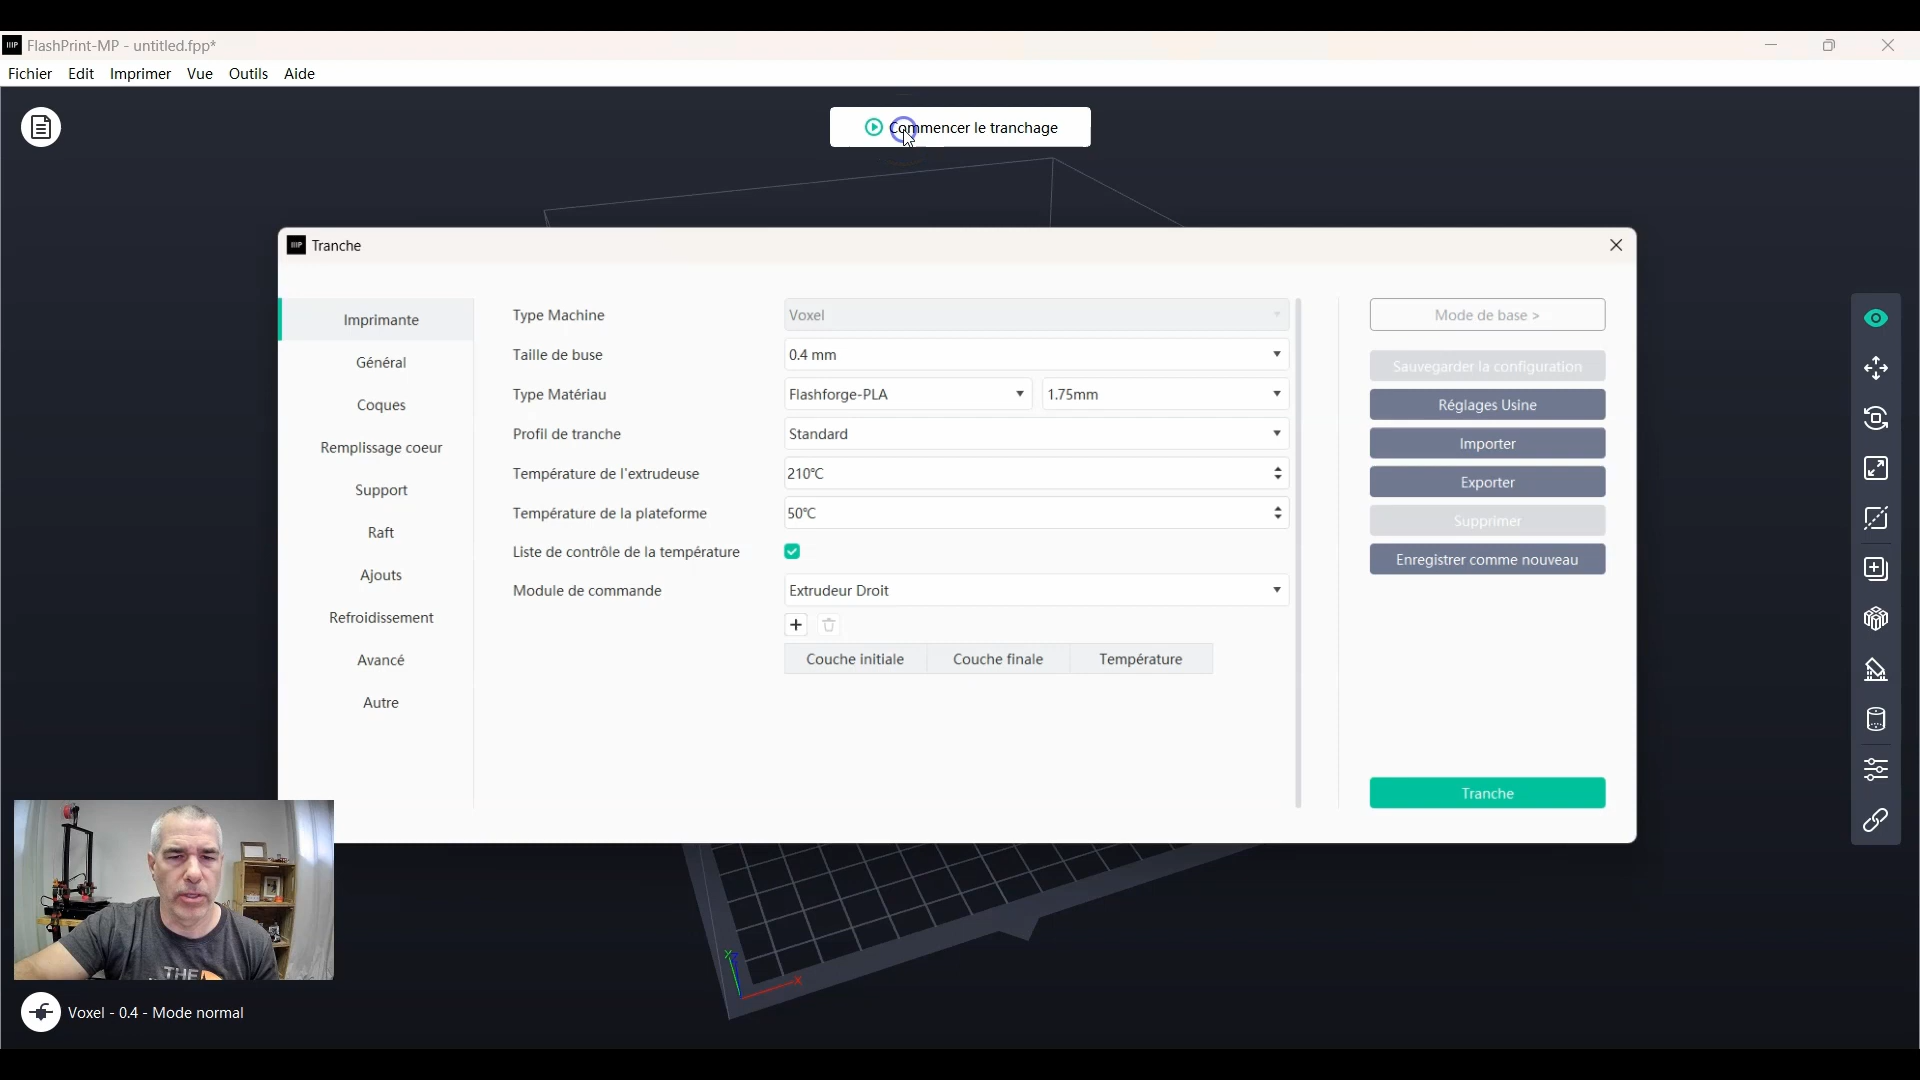 FlashPrint-MP - untitled.fpp*
Fichier Edit Imprimer Vue Outils Aide
Commencer le tranchage
Tranche
Imprimante
Général
Coques
Remplissage coeur
Support
Raft
Ajouts
Refroidissement
Avancé
Autre
Type Machine Voxel
Taille de buse 0.4 mm
Type Matériau Flashforge-PLA 1.75mm
Profil de tranche Standard
Température de l'extrudeuse 210°C
Température de la plateforme 50°C
Liste de contrôle de la température
Module de commande Extrudeur Droit
Couche initiale Couche finale Température
Mode de base >
Sauvegarder la configuration
Réglages Usine
Importer
Exporter
Supprimer
Enregistrer comme nouveau
Tranche
THE
X
Voxel - 0.4 - Mode normal